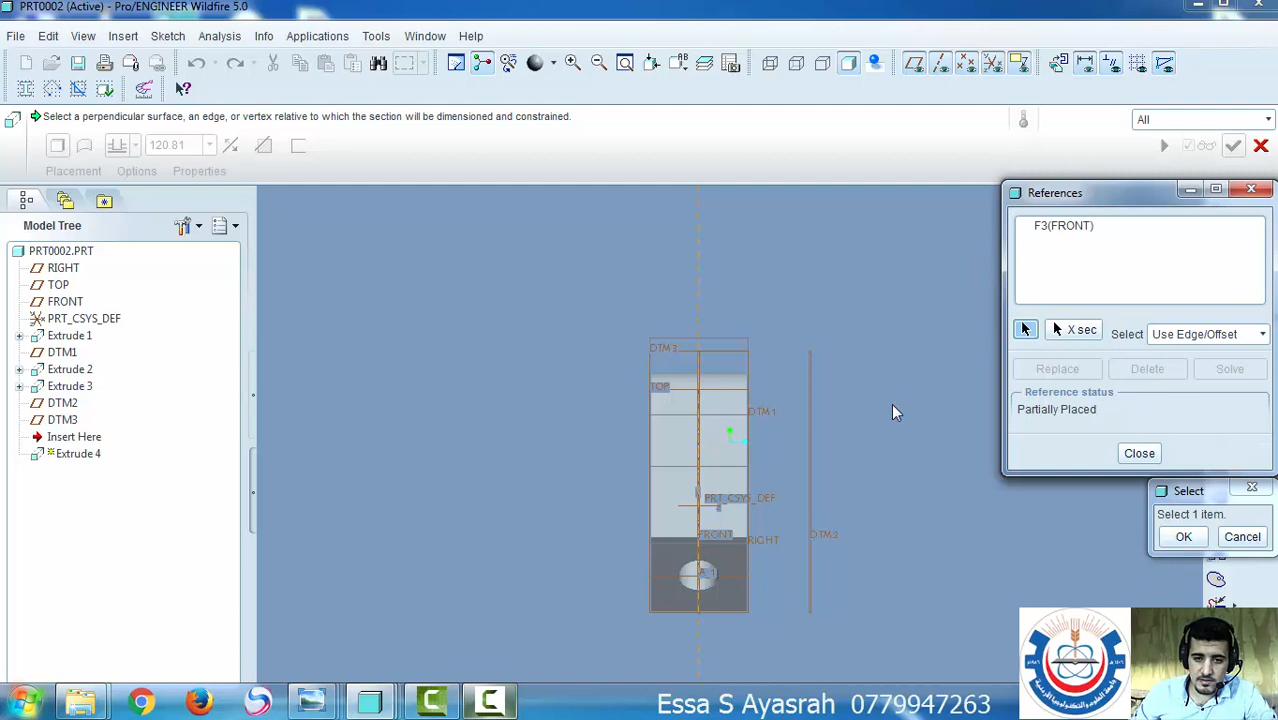 PRT0002 (Active) - Pro/ENGINEER Wildfire 5.0
File Edit View Insert Sketch Analysis Info Applications Tools Window Help
Select a perpendicular surface, an edge, or vertex relative to which the section will be dimensioned and constrained.
All
120.81
Placement Options Properties
Model Tree
PRT0002.PRT
RIGHT
TOP
FRONT
PRT_CSYS_DEF
Extrude 1
DTM1
Extrude 2
Extrude 3
DTM2
DTM3
Insert Here
Extrude 4
DTM3
TOP
DTM1
PRT_CSYS_DEF
FRONT
RIGHT
DTM2
A_1
References
F3(FRONT)
X sec
Select Use Edge/Offset
Replace Delete Solve
Reference status
Partially Placed
Close
Select
Select 1 item.
OK Cancel
Essa S Ayasrah 0779947263